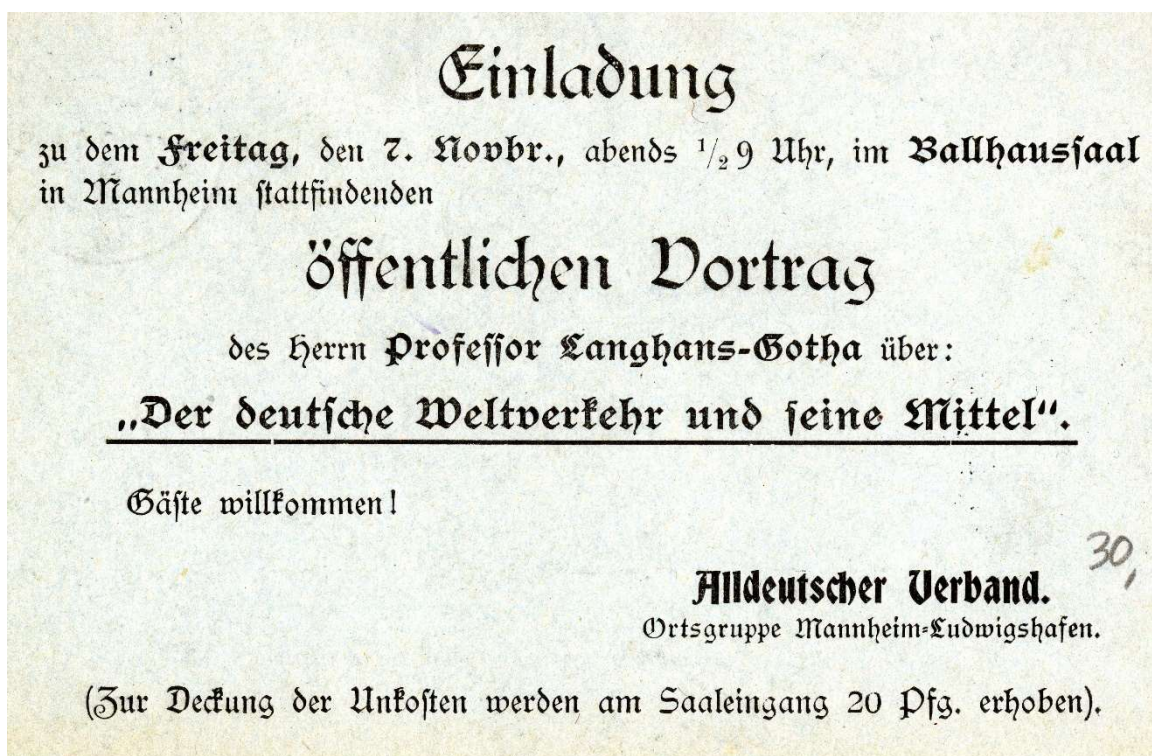 Einladung
zu dem Freitag, den 7. Novbr., abends 1/2 9 Uhr, im Ballhaussaal
in Mannheim stattfindenden
öffentlichen Vortrag
des Herrn Professor Langhans-Gotha über:
„Der deutsche Weltverkehr und seine Mittel“.
Gäste willkommen!
30,
Alldeutscher Verband.
Ortsgruppe Mannheim-Ludwigshafen.
(Zur Deckung der Unkosten werden am Saaleingang 20 Pfg. erhoben).